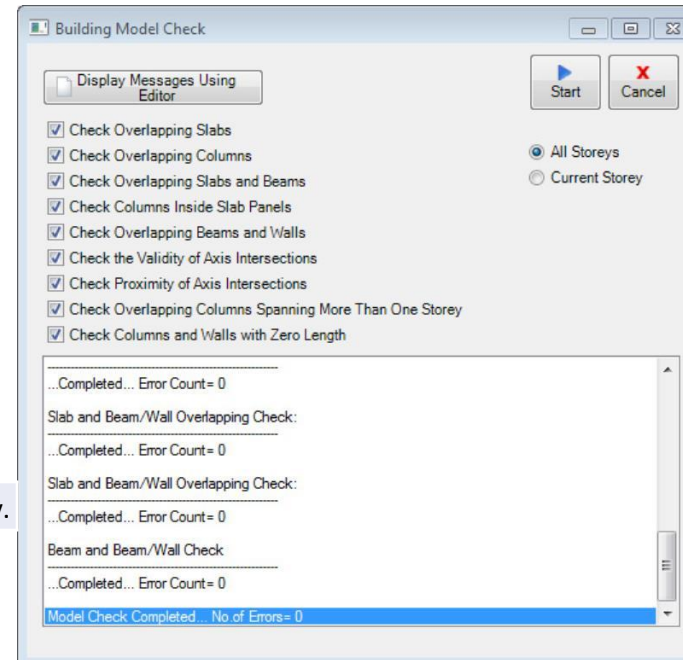 Building Model Check
Display Messages Using
Editor
Start
Cancel
Check Overlapping Slabs
Check Overlapping Columns
Check Overlapping Slabs and Beams
Check Columns Inside Slab Panels
Check Overlapping Beams and Walls
Check the Validity of Axis Intersections
Check Proximity of Axis Intersections
Check Overlapping Columns Spanning More Than One Storey
Check Columns and Walls with Zero Length
All Storeys
Current Storey
...Completed... Error Count= 0
Slab and Beam/Wall Overlapping Check:
...Completed... Error Count= 0
Slab and Beam/Wall Overlapping Check:
...Completed... Error Count= 0
Beam and Beam/Wall Check
...Completed... Error Count= 0
Model Check Completed... No.of Errors= 0